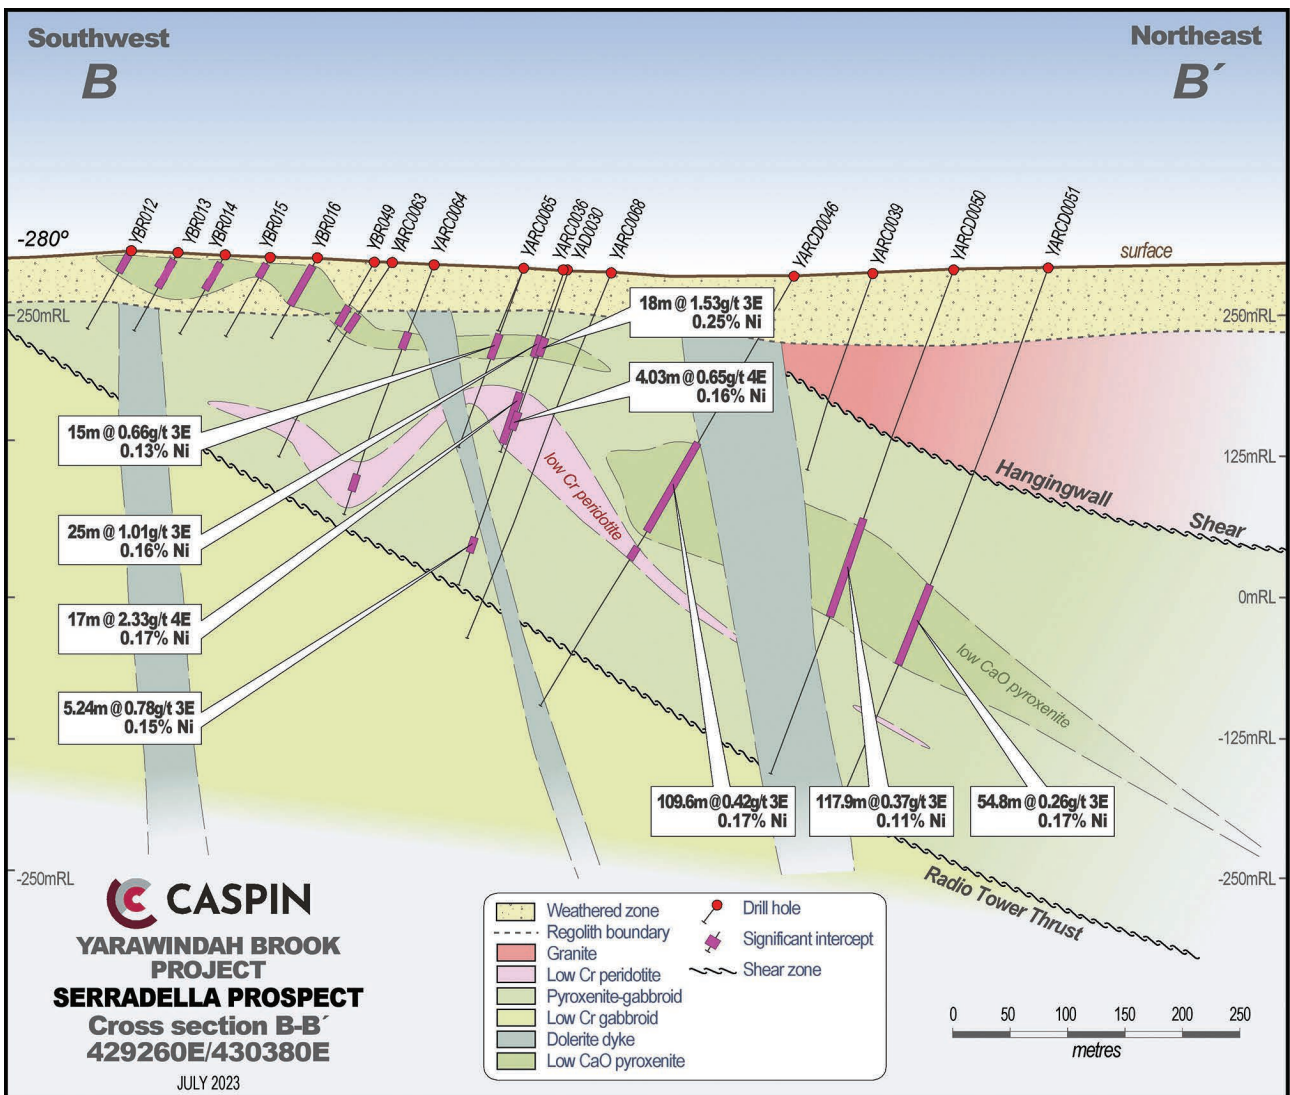 Southwest
B
Northeast
B´
-280º
YBR012
YBR013
YBR014
YBR015
YBR016
YBR049
YARC0063
YARC0064
YARC0065
YARC0036
YAD0030
YARC0068
YARCD0046
YARC0039
YARCD0050
YARCD0051
surface
250mRL
250mRL
18m @ 1.53g/t 3E
0.25% Ni
4.03m @ 0.65g/t 4E
0.16% Ni
15m @ 0.66g/t 3E
0.13% Ni
125mRL
low Cr peridotite
Hangingwall
Shear
25m @ 1.01g/t 3E
0.16% Ni
0mRL
17m @ 2.33g/t 4E
0.17% Ni
low CaO pyroxenite
5.24m @ 0.78g/t 3E
0.15% Ni
-125mRL
109.6m @ 0.42g/t 3E
0.17% Ni
117.9m @ 0.37g/t 3E
0.11% Ni
54.8m @ 0.26g/t 3E
0.17% Ni
-250mRL
-250mRL
Radio Tower Thrust
CASPIN
YARAWINDAH BROOK
PROJECT
SERRADELLA PROSPECT
Cross section B-B´
429260E/430380E
JULY 2023
Weathered zone
Regolith boundary
Granite
Low Cr peridotite
Pyroxenite-gabbroid
Low Cr gabbroid
Dolerite dyke
Low CaO pyroxenite
Drill hole
Significant intercept
Shear zone
0 50 100 150 200 250
metres